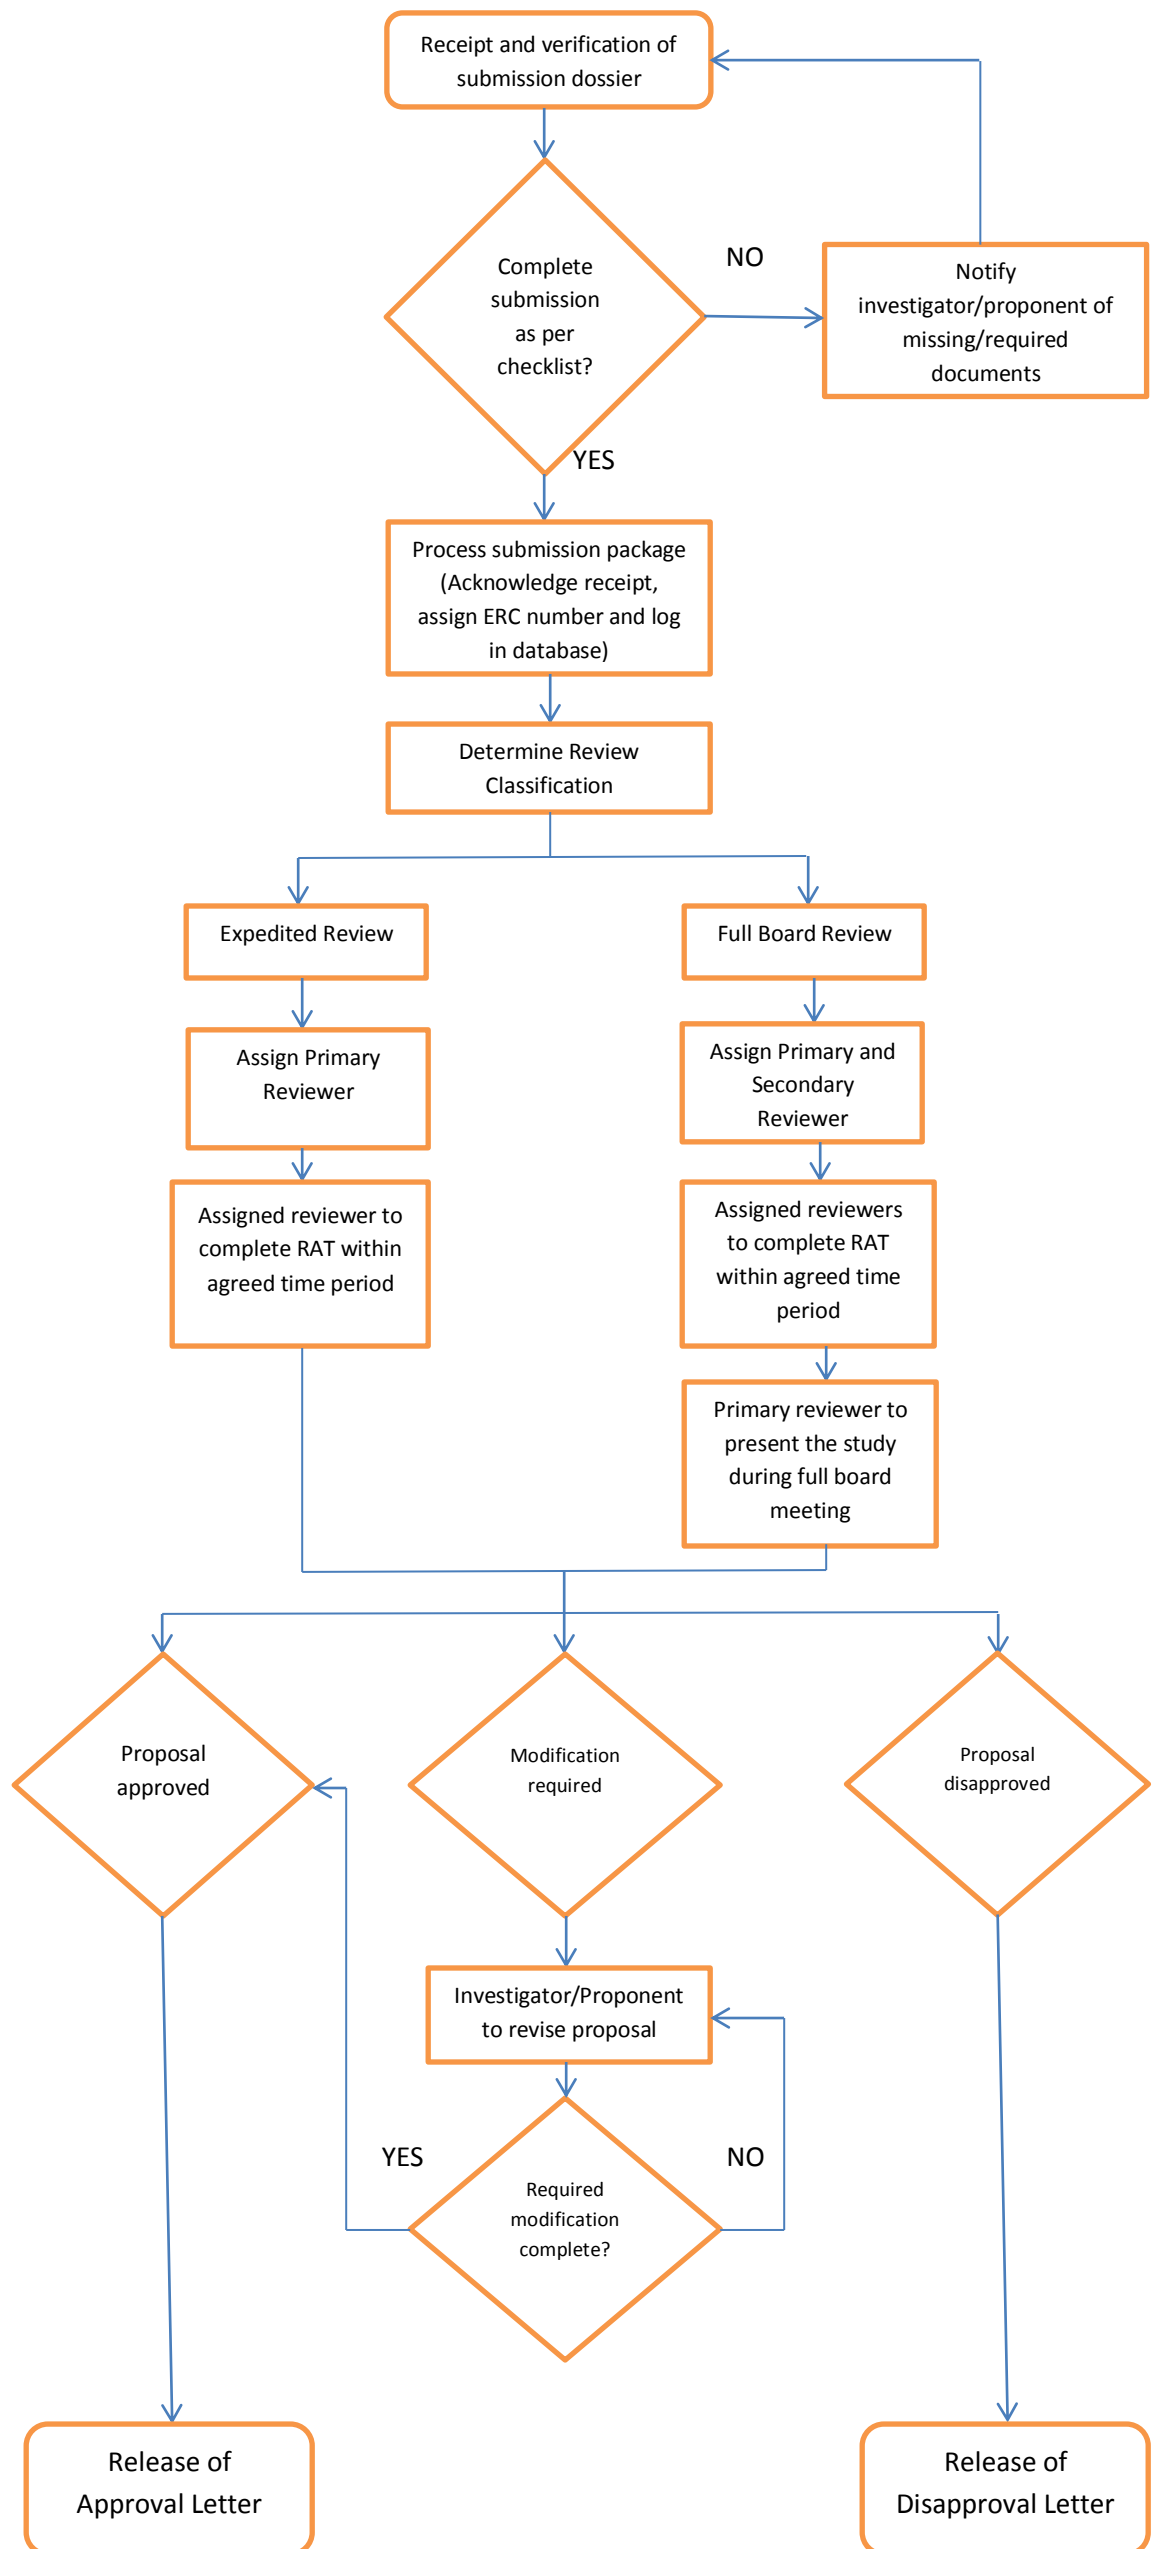 Receipt and verification of
submission dossier
Complete
submission
as per
checklist?
NO
Notify
investigator/proponent of
missing/required
documents
YES
Process submission package
(Acknowledge receipt,
assign ERC number and log
in database)
Determine Review
Classification
Expedited Review
Full Board Review
Assign Primary
Reviewer
Assign Primary and
Secondary
Reviewer
Assigned reviewer to
complete RAT within
agreed time period
Assigned reviewers
to complete RAT
within agreed time
period
Primary reviewer to
present the study
during full board
meeting
Proposal
approved
Modification
required
Proposal
disapproved
Investigator/Proponent
to revise proposal
YES
NO
Required
modification
complete?
Release of
Approval Letter
Release of
Disapproval Letter